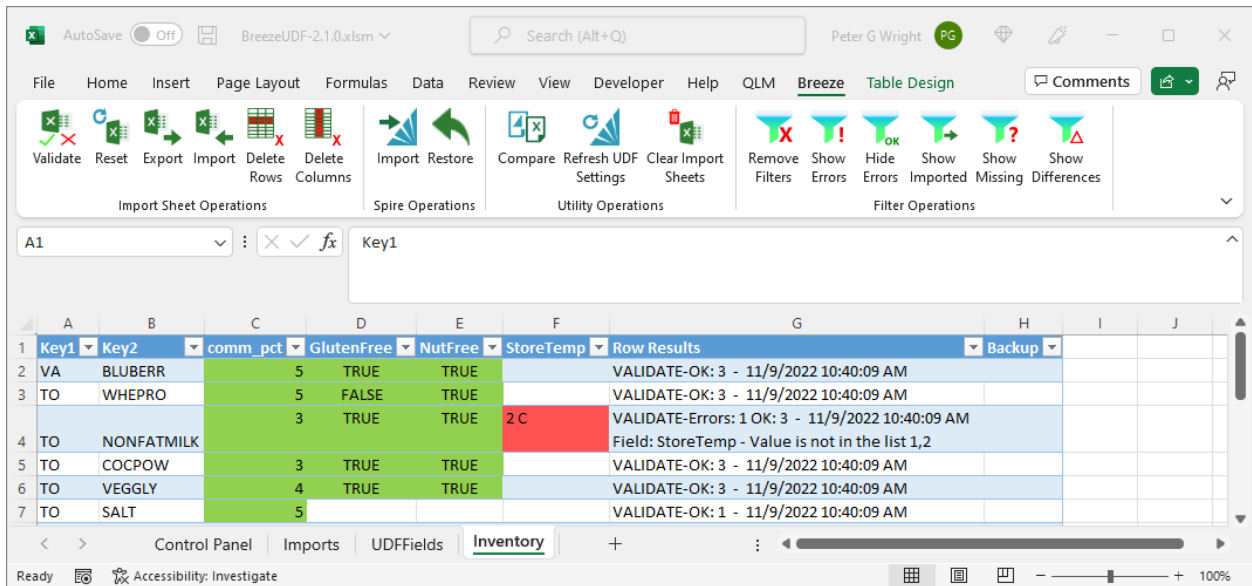 AutoSave Off BreezeUDF-2.1.0.xlsm Search (Alt+Q) Peter G Wright PG
File Home Insert Page Layout Formulas Data Review View Developer Help QLM Breeze Table Design Comments
Validate Reset Export Import Delete Rows Delete Columns Import Restore Compare Refresh UDF Settings Clear Import Sheets Remove Filters Show Errors Hide Errors Show Imported Show Missing Show Differences
Import Sheet Operations Spire Operations Utility Operations Filter Operations
A1 fx Key1
A B C D E F G H I J
1 Key1 Key2 comm_pct GlutenFree NutFree StoreTemp Row Results Backup
2 VA BLUBERR 5 TRUE TRUE VALIDATE-OK: 3 - 11/9/2022 10:40:09 AM
3 TO WHEPRO 5 FALSE TRUE VALIDATE-OK: 3 - 11/9/2022 10:40:09 AM
3 TRUE TRUE 2 C VALIDATE-Errors: 1 OK: 3 - 11/9/2022 10:40:09 AM
4 TO NONFATMILK Field: StoreTemp - Value is not in the list 1,2
5 TO COCPOW 3 TRUE TRUE VALIDATE-OK: 3 - 11/9/2022 10:40:09 AM
6 TO VEGGLY 4 TRUE TRUE VALIDATE-OK: 3 - 11/9/2022 10:40:09 AM
7 TO SALT 5 VALIDATE-OK: 1 - 11/9/2022 10:40:09 AM
Control Panel Imports UDFFields Inventory
Ready Accessibility: Investigate 100%